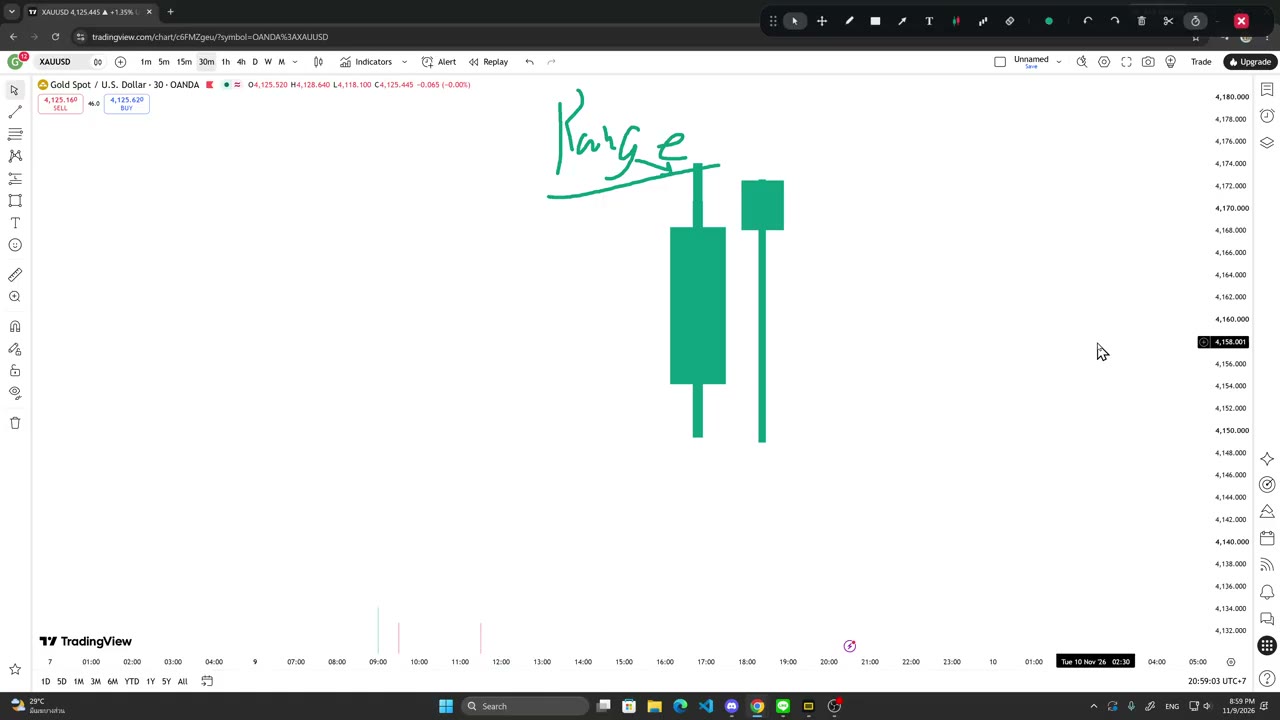 XAUUSD 4,125.445 ▲ +1.35%
tradingview.com/chart/c6FMZgeu/?symbol=OANDA%3AXAUUSD
12
XAUUSD 1m 5m 15m 30m 1h 4h D W M Indicators Alert Replay Unnamed Save Trade Upgrade
Gold Spot / U.S. Dollar · 30 · OANDA O4,125.520 H4,128.640 L4,118.100 C4,125.445 -0.065 (-0.00%)
4,125.160 SELL 46.0 4,125.620 BUY
Range
4,180.000
4,178.000
4,176.000
4,174.000
4,172.000
4,170.000
4,168.000
4,166.000
4,164.000
4,162.000
4,160.000
4,158.001
4,156.000
4,154.000
4,152.000
4,150.000
4,148.000
4,146.000
4,144.000
4,142.000
4,140.000
4,138.000
4,136.000
4,134.000
4,132.000
TradingView
7 01:00 02:00 03:00 04:00 9 07:00 08:00 09:00 10:00 11:00 12:00 13:00 14:00 15:00 16:00 17:00 18:00 19:00 20:00 21:00 22:00 23:00 10 01:00 Tue 10 Nov '26 02:30 04:00 05:00
1D 5D 1M 3M 6M YTD 1Y 5Y All 20:59:03 UTC+7
29°C
มีเมฆบางส่วน
Search
ENG
8:59 PM
11/9/2026